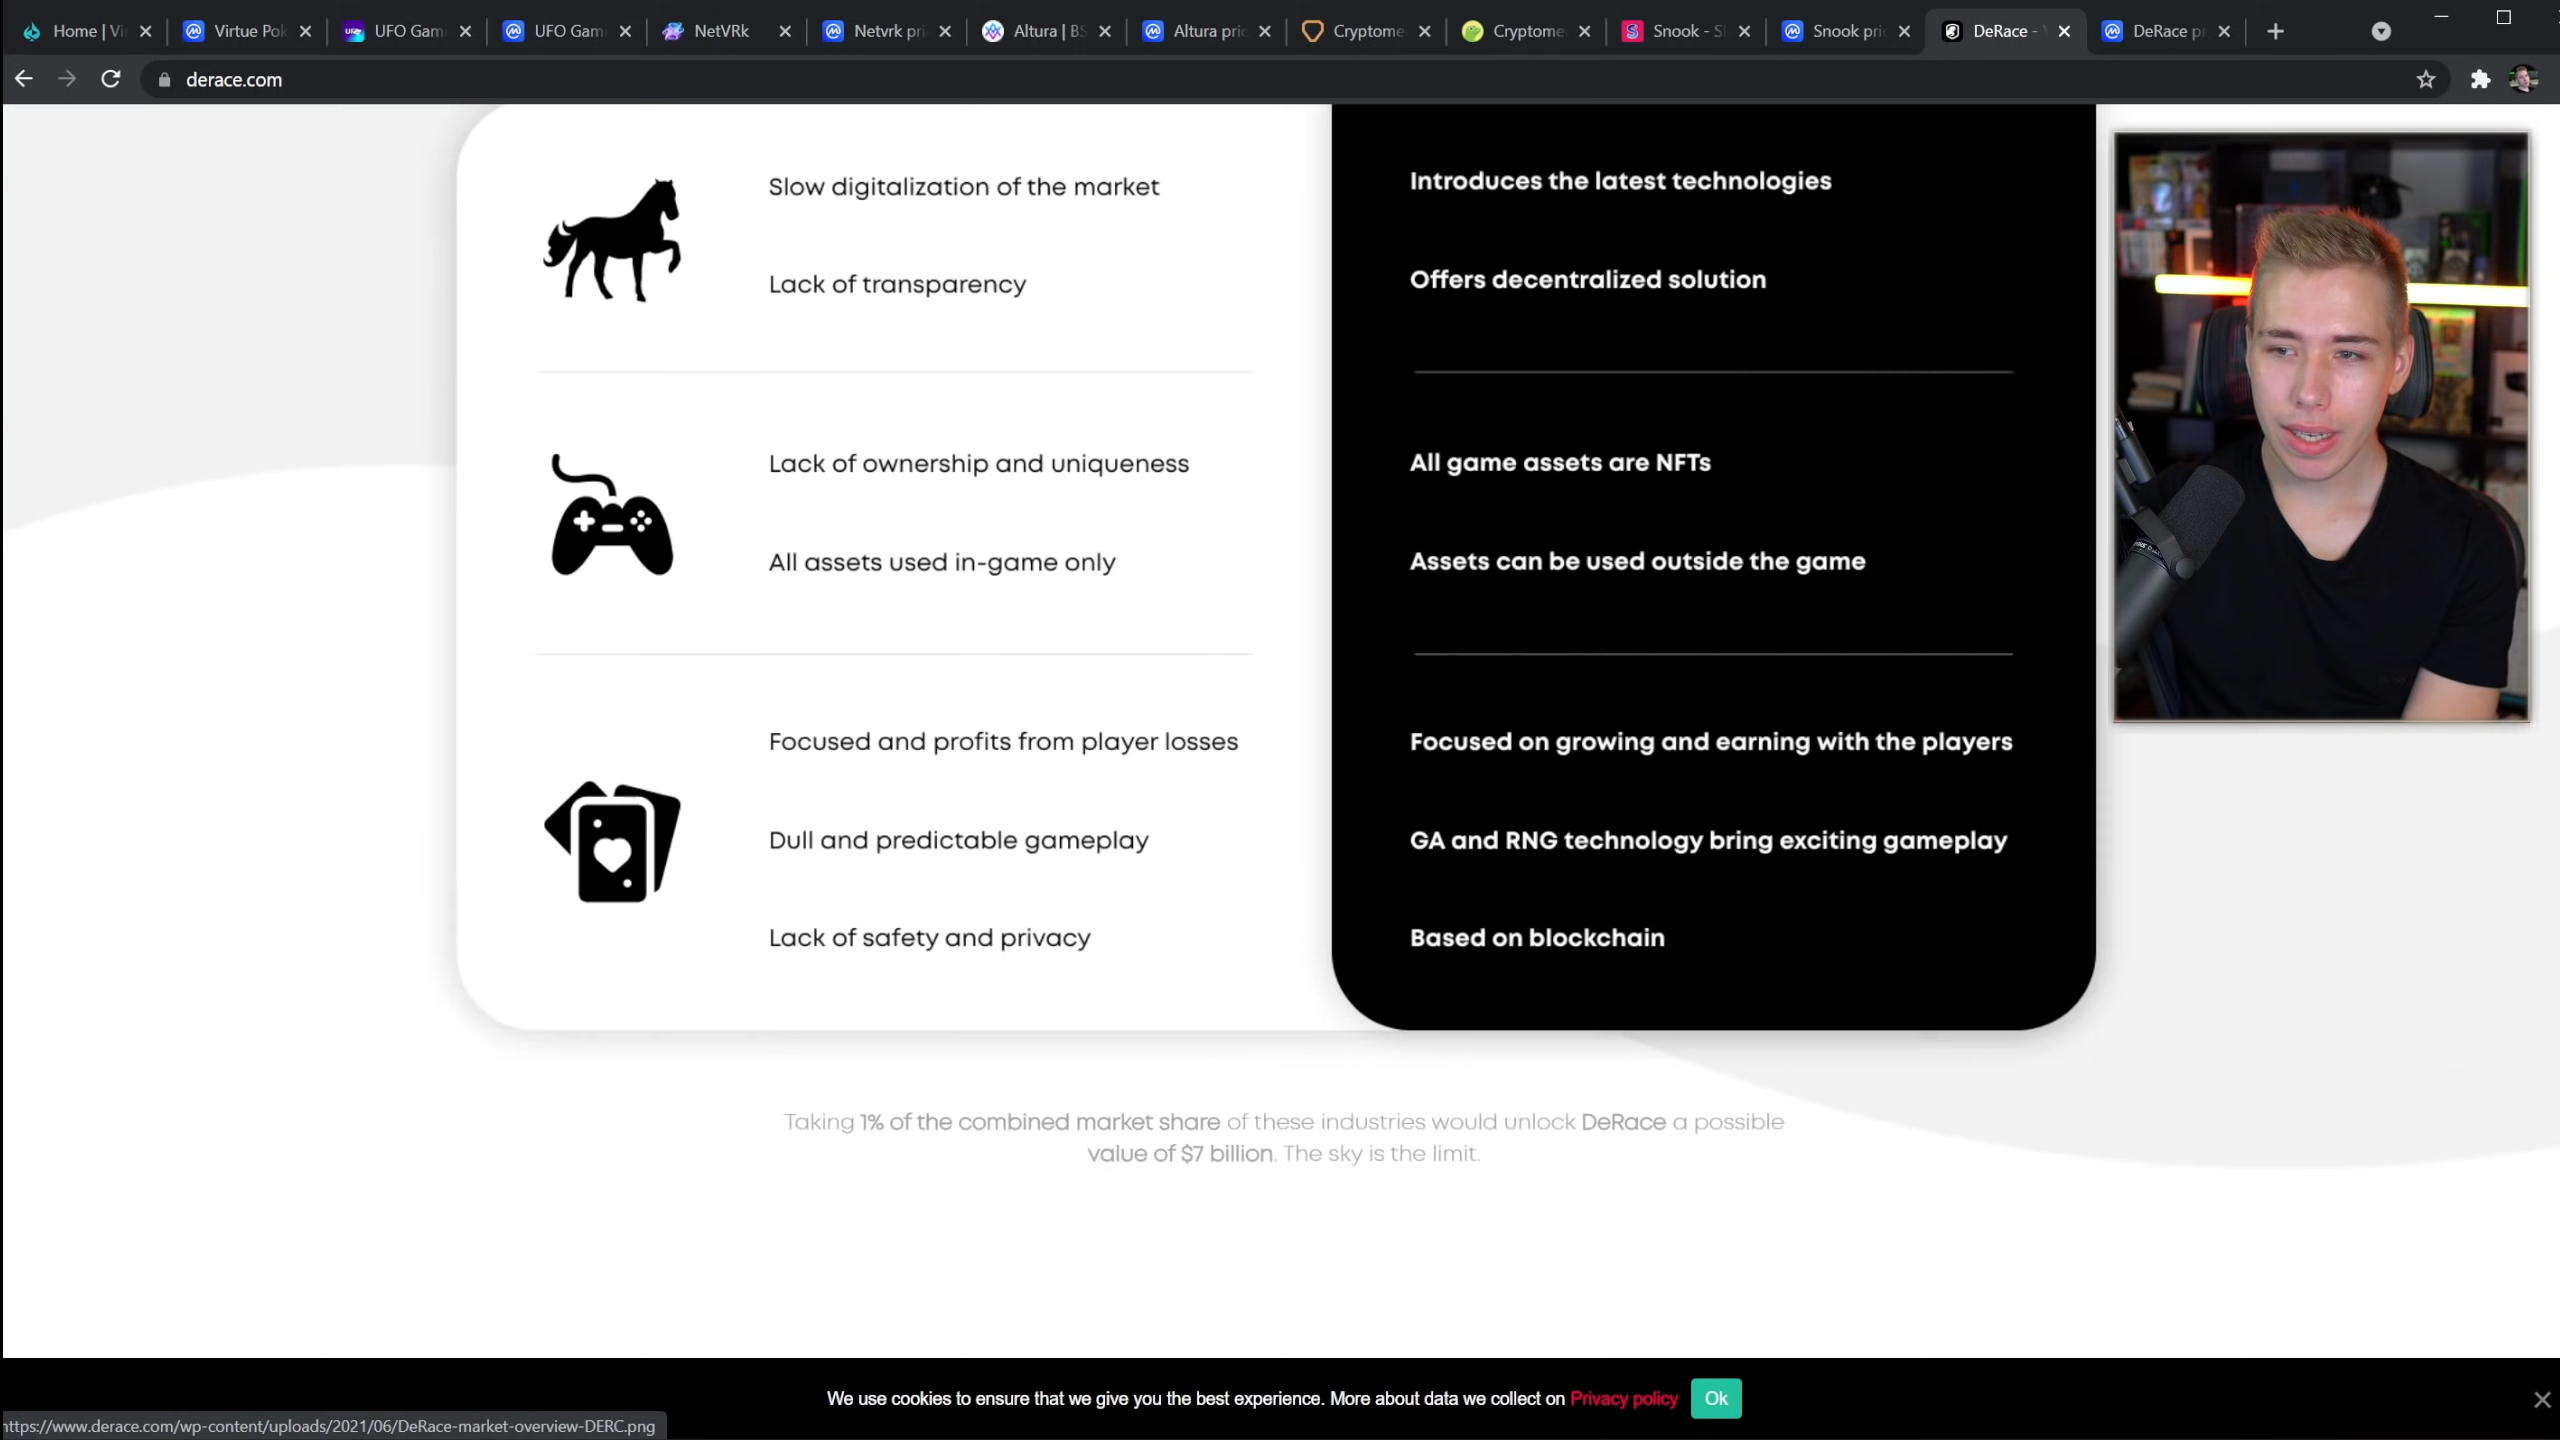 Home | Vi
Virtue Pok
UFO Gami
UFO Gami
NetVRk
Netvrk pri
Altura | BS
Altura pric
Cryptome
Cryptome
Snook - S
Snook pri
DeRace -
DeRace p
derace.com
Slow digitalization of the market
Introduces the latest technologies
Lack of transparency
Offers decentralized solution
Lack of ownership and uniqueness
All game assets are NFTs
All assets used in-game only
Assets can be used outside the game
Focused and profits from player losses
Focused on growing and earning with the players
Dull and predictable gameplay
GA and RNG technology bring exciting gameplay
Lack of safety and privacy
Based on blockchain
Taking 1% of the combined market share of these industries would unlock DeRace a possible
value of $7 billion. The sky is the limit.
We use cookies to ensure that we give you the best experience. More about data we collect on Privacy policy Ok
https://www.derace.com/wp-content/uploads/2021/06/DeRace-market-overview-DERC.png